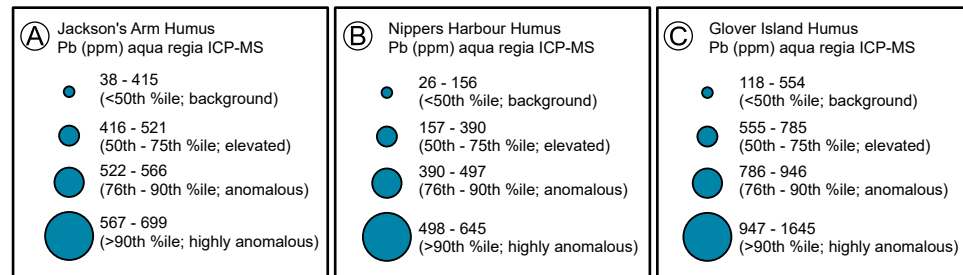 A
Jackson's Arm Humus
Pb (ppm) aqua regia ICP-MS
38 - 415
(<50th %ile; background)
416 - 521
(50th - 75th %ile; elevated)
522 - 566
(76th - 90th %ile; anomalous)
567 - 699
(>90th %ile; highly anomalous)
B
Nippers Harbour Humus
Pb (ppm) aqua regia ICP-MS
26 - 156
(<50th %ile; background)
157 - 390
(50th - 75th %ile; elevated)
390 - 497
(76th - 90th %ile; anomalous)
498 - 645
(>90th %ile; highly anomalous)
C
Glover Island Humus
Pb (ppm) aqua regia ICP-MS
118 - 554
(<50th %ile; background)
555 - 785
(50th - 75th %ile; elevated)
786 - 946
(76th - 90th %ile; anomalous)
947 - 1645
(>90th %ile; highly anomalous)